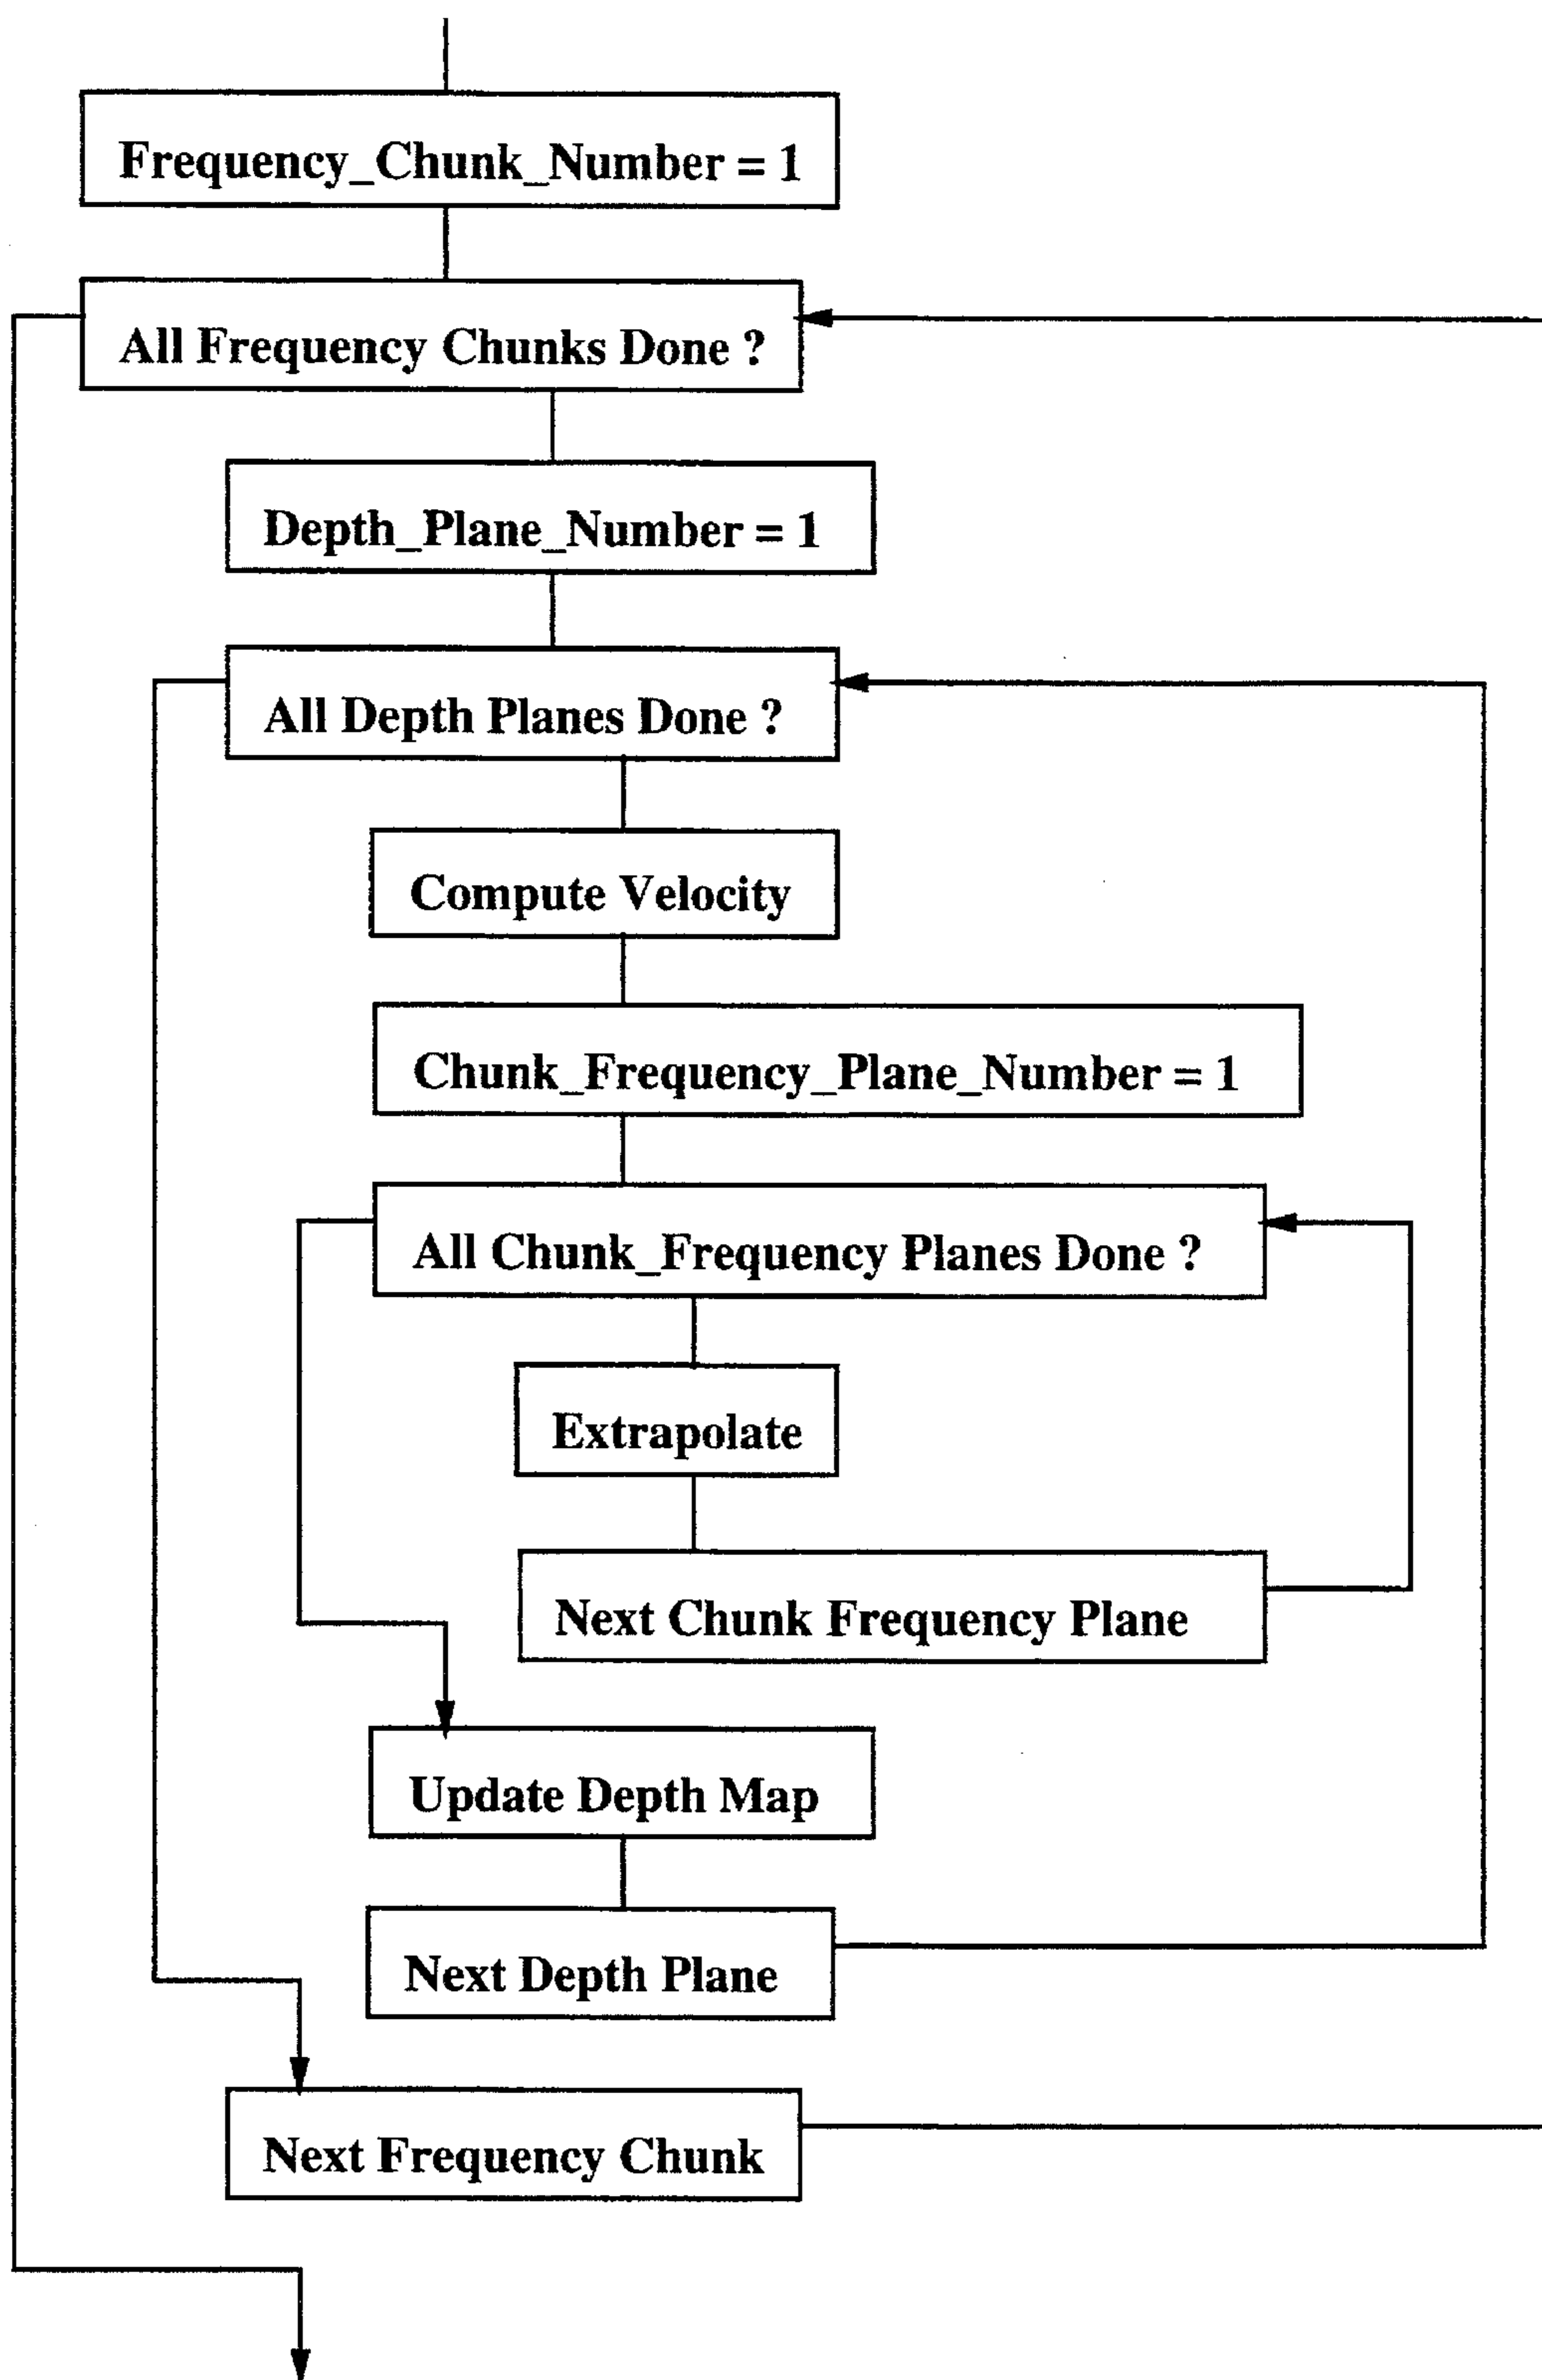 Frequency_Chunk_Number = 1
All Frequency Chunks Done ?
Depth_Plane_Number = 1
All Depth Planes Done ?
Compute Velocity
Chunk_Frequency_Plane_Number = 1
All Chunk_Frequency Planes Done ?
Extrapolate
Next Chunk Frequency Plane
Update Depth Map
Next Depth Plane
Next Frequency Chunk